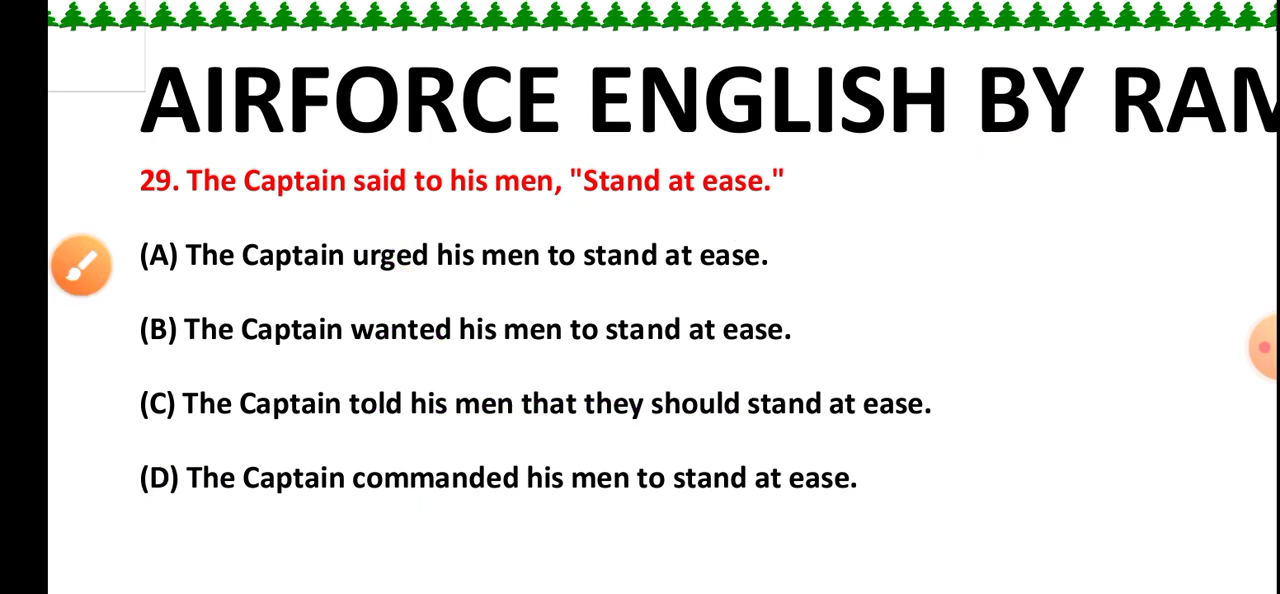 AIRFORCE ENGLISH BY RAM
29. The Captain said to his men, "Stand at ease."
(A) The Captain urged his men to stand at ease.
(B) The Captain wanted his men to stand at ease.
(C) The Captain told his men that they should stand at ease.
(D) The Captain commanded his men to stand at ease.